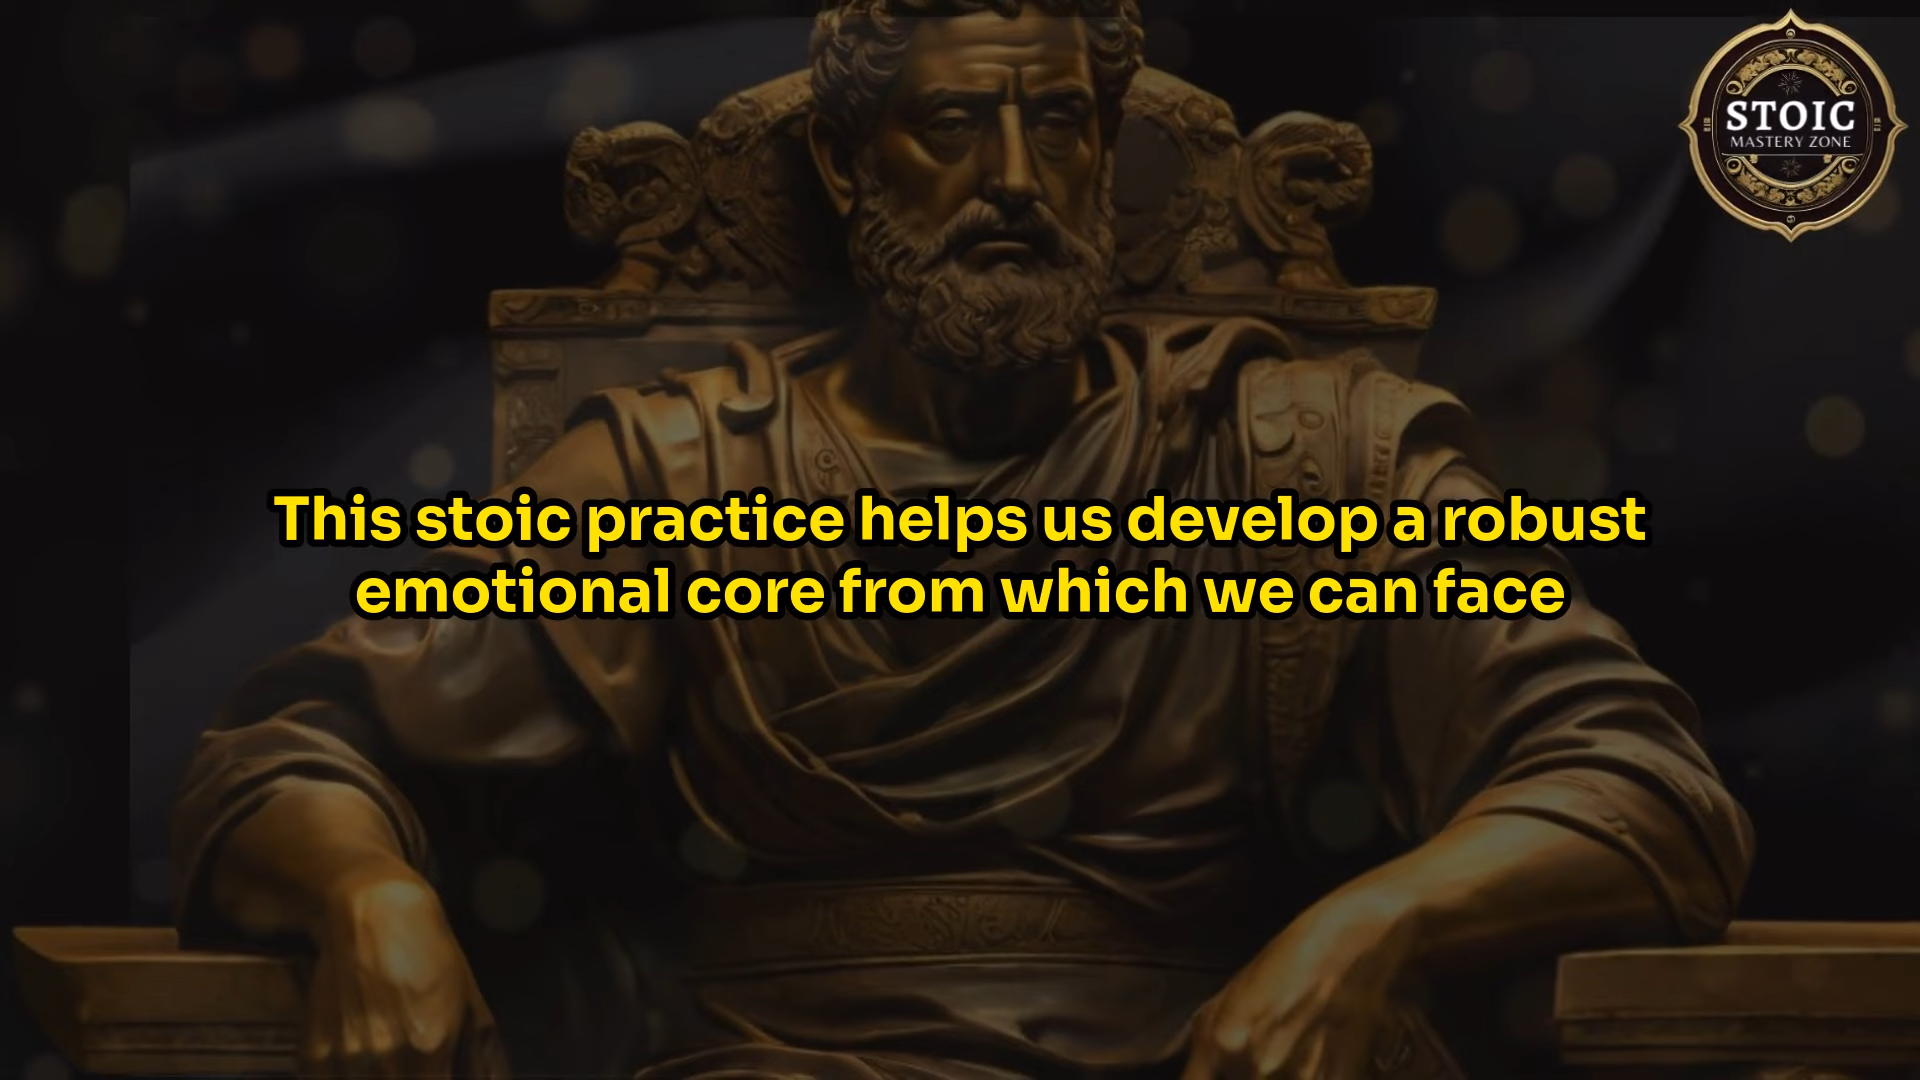 STOIC
MASTERY ZONE
This stoic practice helps us develop a robust
emotional core from which we can face